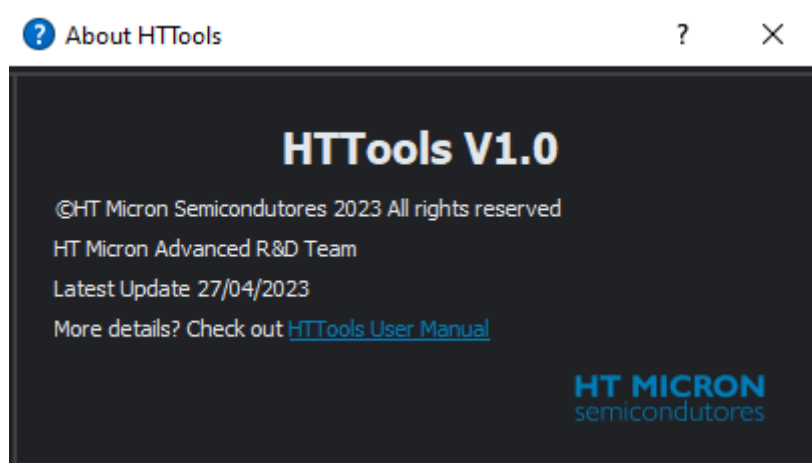 About HTTools
HTTools V1.0
©HT Micron Semicondutores 2023 All rights reserved
HT Micron Advanced R&D Team
Latest Update 27/04/2023
More details? Check out HTTools User Manual
HT MICRON
semicondutores